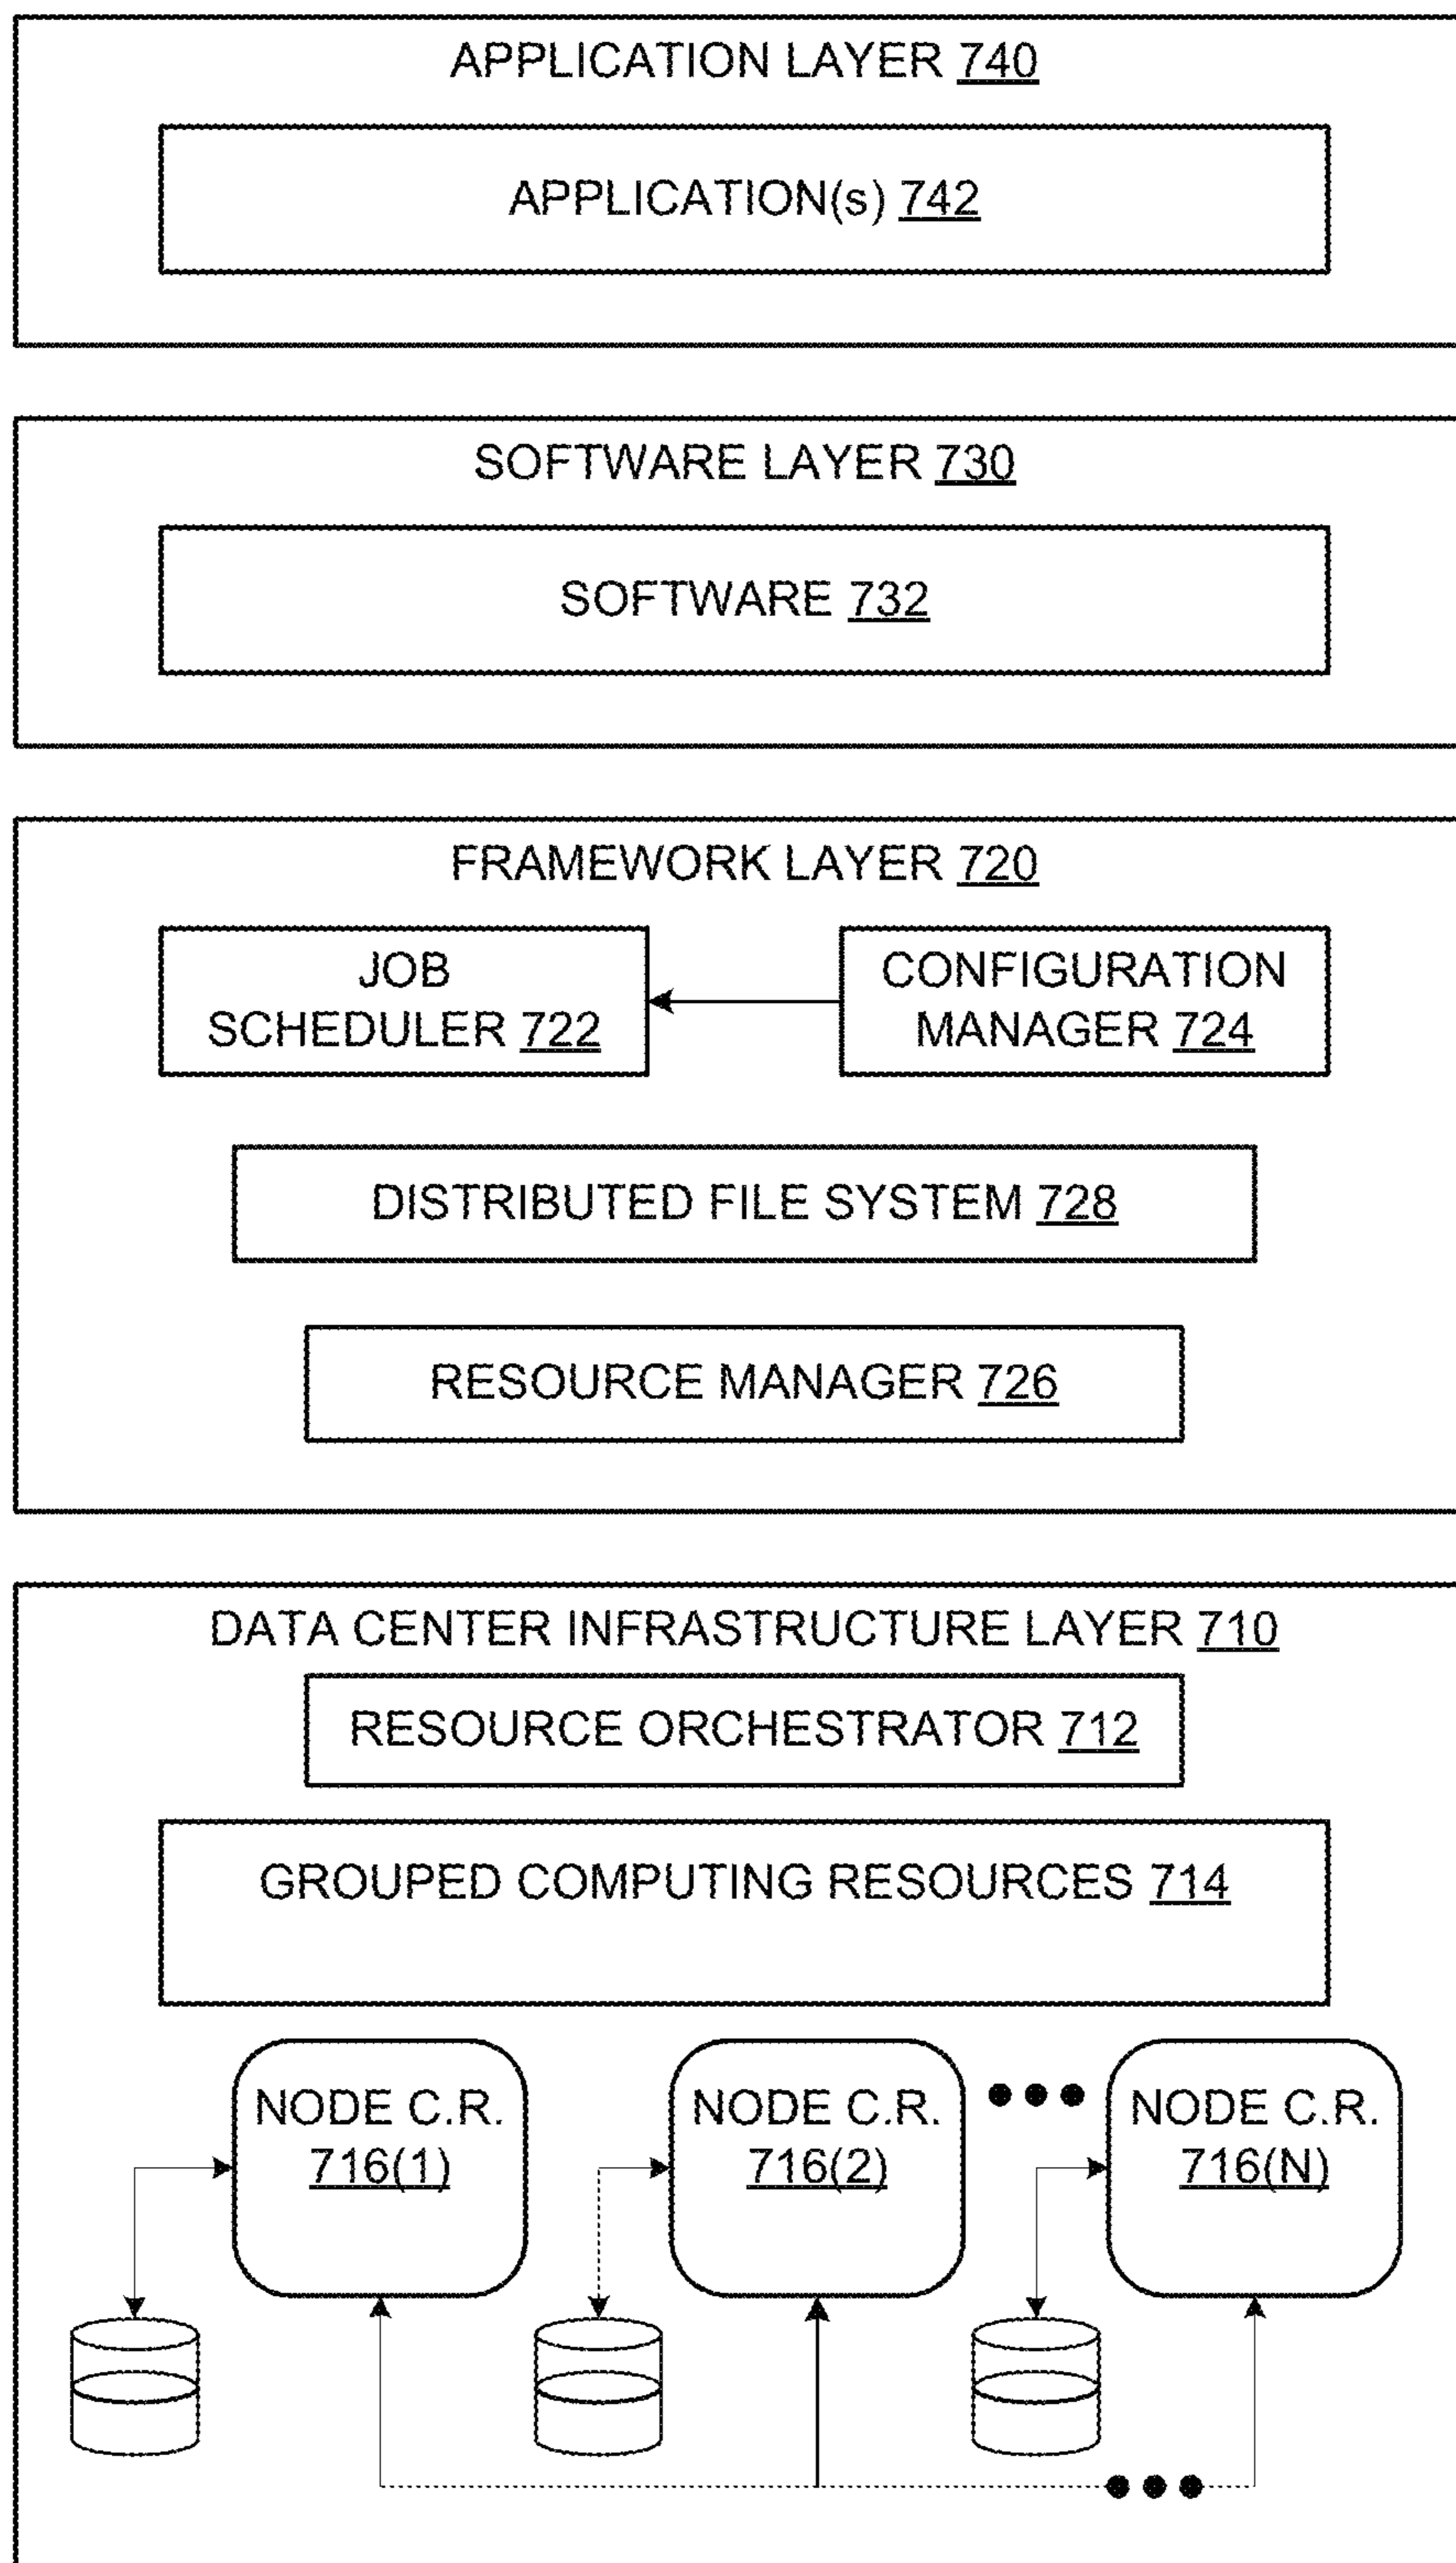 APPLICATION LAYER 740
APPLICATION(s) 742
SOFTWARE LAYER 730
SOFTWARE 732
FRAMEWORK LAYER 720
JOB
SCHEDULER 722
CONFIGURATION
MANAGER 724
DISTRIBUTED FILE SYSTEM 728
RESOURCE MANAGER 726
DATA CENTER INFRASTRUCTURE LAYER 710
RESOURCE ORCHESTRATOR 712
GROUPED COMPUTING RESOURCES 714
NODE C.R.
716(1)
NODE C.R.
716(2)
NODE C.R.
716(N)